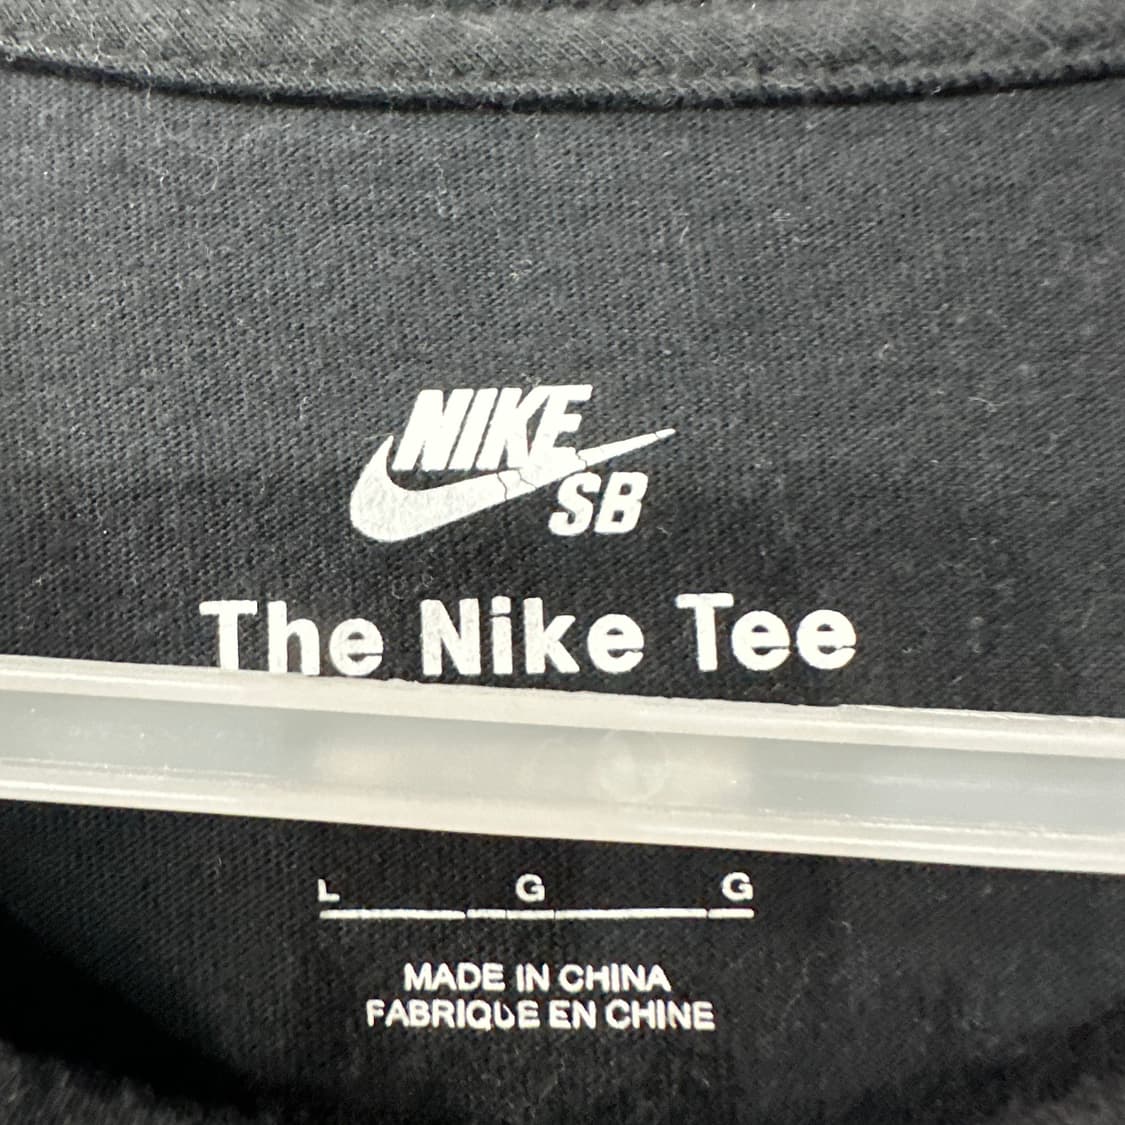 NIKE
SB
The Nike Tee
L G G
MADE IN CHINA
FABRIQUE EN CHINE